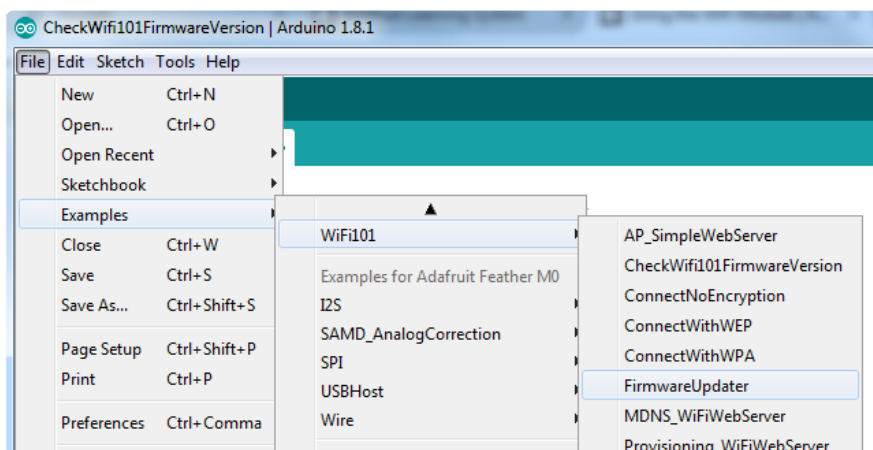 CheckWifi101FirmwareVersion | Arduino 1.8.1
File Edit Sketch Tools Help
New Ctrl+N
Open... Ctrl+O
Open Recent
Sketchbook
Examples
Close Ctrl+W
Save Ctrl+S
Save As... Ctrl+Shift+S
Page Setup Ctrl+Shift+P
Print Ctrl+P
Preferences Ctrl+Comma
WiFi101
Examples for Adafruit Feather M0
I2S
SAMD_AnalogCorrection
SPI
USBHost
Wire
AP_SimpleWebServer
CheckWifi101FirmwareVersion
ConnectNoEncryption
ConnectWithWEP
ConnectWithWPA
FirmwareUpdater
MDNS_WiFiWebServer
Provisioning_WiFiWebServer